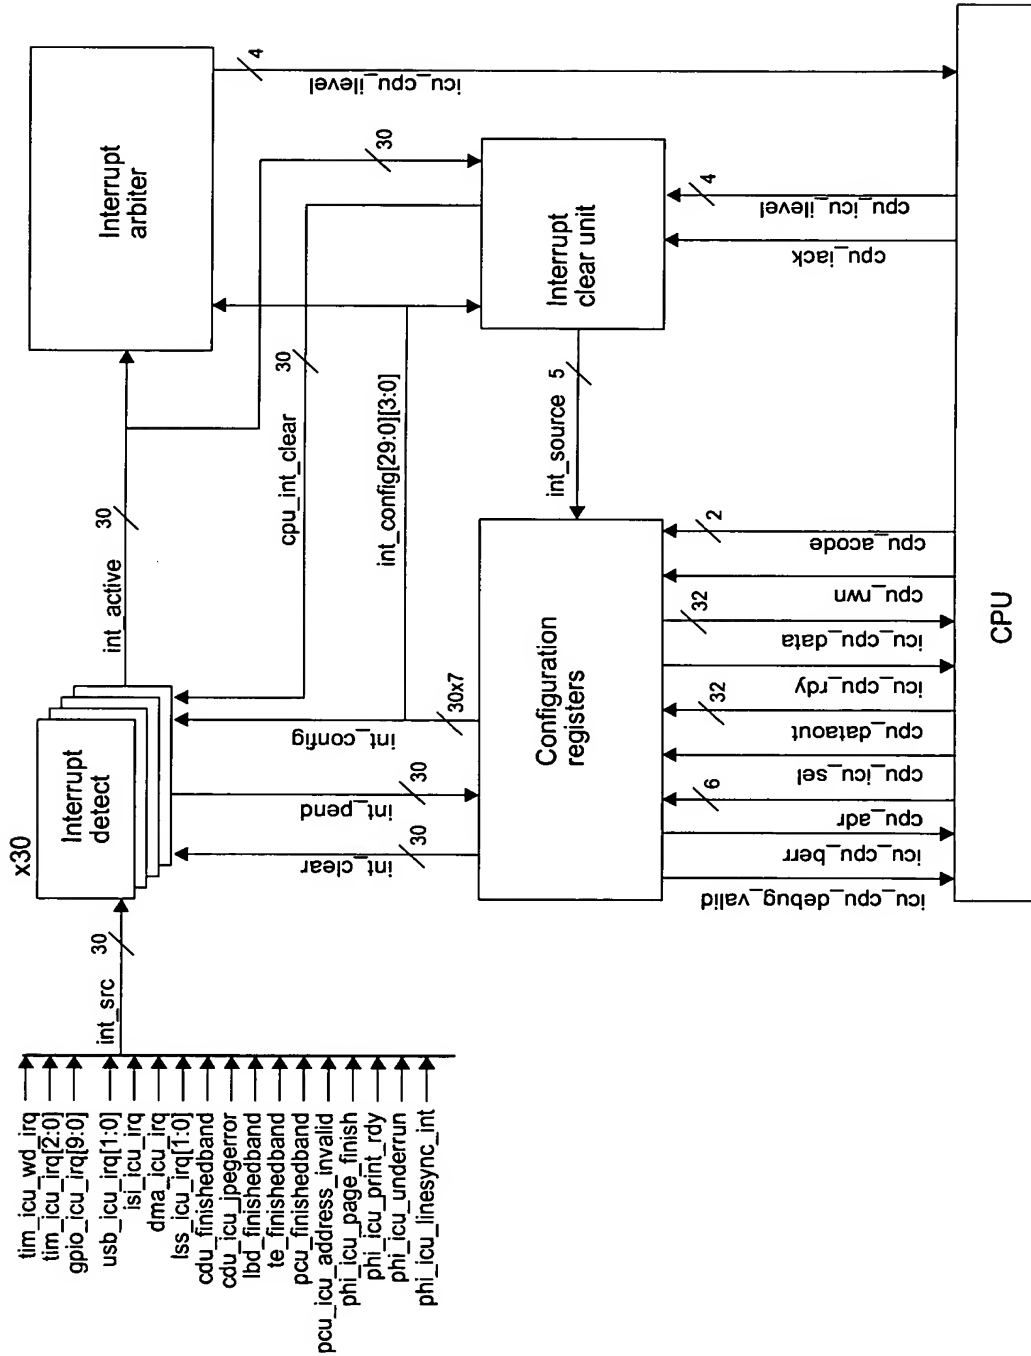 tim_icu_wd_irq
tim_icu_irq[2:0]
gpio_icu_irq[9:0]
usb_icu_irq[1:0]
isi_icu_irq
dma_icu_irq
lss_icu_irq[1:0]
cdu_finishedband
cdu_icu_jpegerror
lbd_finishedband
te_finishedband
pcu_finishedband
pcu_icu_address_invalid
phi_icu_page_finish
phi_icu_print_rdy
phi_icu_underrun
phi_icu_linesync_int
int_src
30
x30
Interrupt
detect
int_active
30
Interrupt
arbiter
4
icu_cpu_ilevel
30
cpu_int_clear
30
int_config[29:0][3:0]
int_clear
30
int_pend
30
int_config
30x7
Configuration
registers
int_source
5
Interrupt
clear unit
cpu_iack
cpu_icu_ilevel
4
icu_cpu_debug_valid
icu_cpu_berr
cpu_adr
6
cpu_icu_sel
cpu_dataout
32
icu_cpu_rdy
icu_cpu_data
32
cpu_rwn
cpu_acode
2
CPU